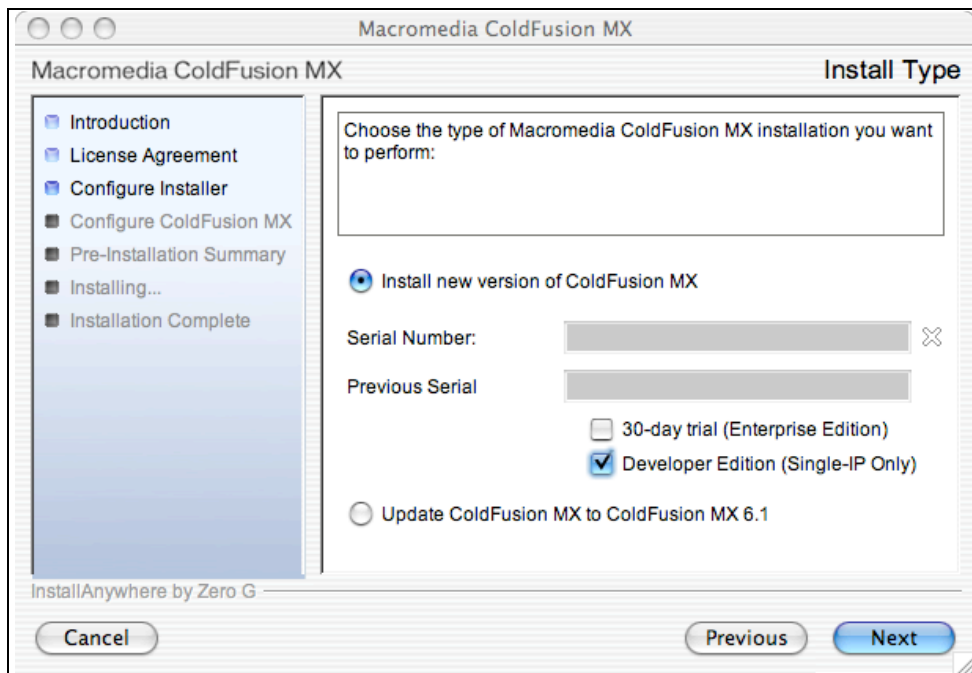 Macromedia ColdFusion MX
Macromedia ColdFusion MX
Install Type
Introduction
License Agreement
Configure Installer
Configure ColdFusion MX
Pre-Installation Summary
Installing...
Installation Complete
Choose the type of Macromedia ColdFusion MX installation you want
to perform:
Install new version of ColdFusion MX
Serial Number:
Previous Serial
30-day trial (Enterprise Edition)
Developer Edition (Single-IP Only)
Update ColdFusion MX to ColdFusion MX 6.1
InstallAnywhere by Zero G
Cancel
Previous
Next